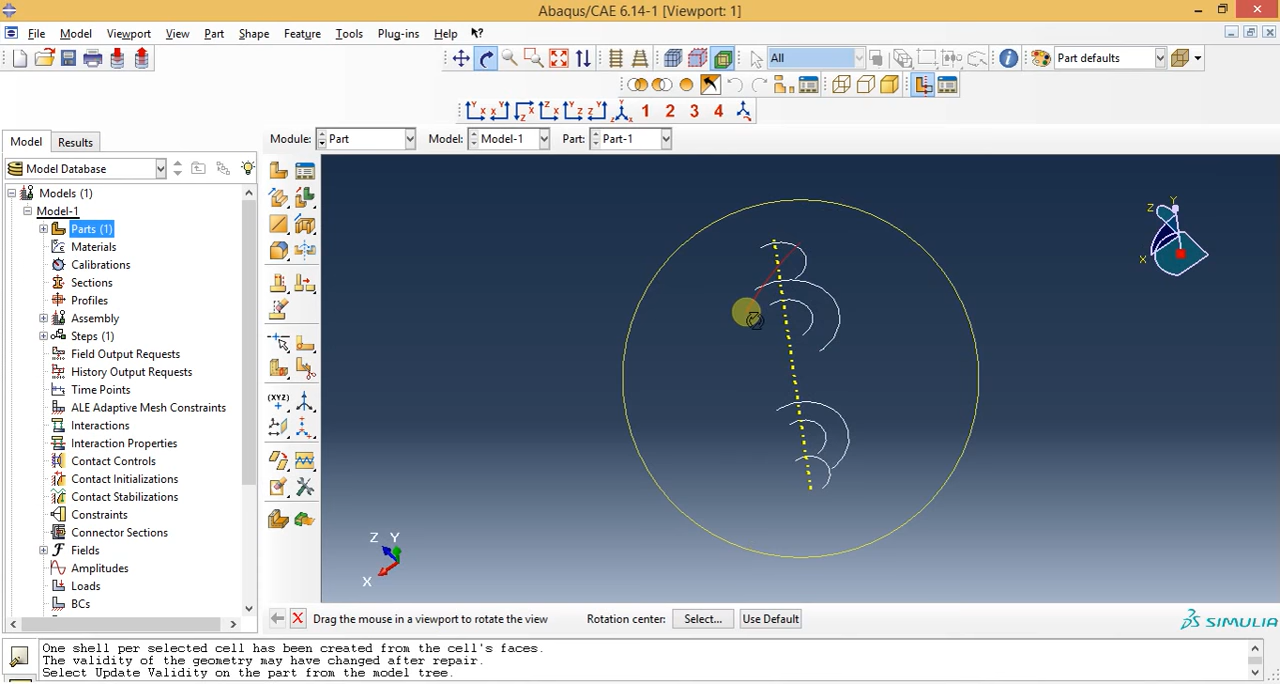 Abaqus/CAE 6.14-1 [Viewport: 1]
File Model Viewport View Part Shape Feature Tools Plug-ins Help
All Part defaults
1 2 3 4
Model Results Module: Part Model: Model-1 Part: Part-1
Model Database
Models (1)
Model-1
Parts (1)
Materials
Calibrations
Sections
Profiles
Assembly
Steps (1)
Field Output Requests
History Output Requests
Time Points
ALE Adaptive Mesh Constraints
Interactions
Interaction Properties
Contact Controls
Contact Initializations
Contact Stabilizations
Constraints
Connector Sections
Fields
Amplitudes
Loads
BCs
(XYZ)
Z Y
X
Z Y
X
Drag the mouse in a viewport to rotate the view Rotation center: Select... Use Default
SIMULIA
One shell per selected cell has been created from the cell's faces.
The validity of the geometry may have changed after repair.
Select Update Validity on the part from the model tree.